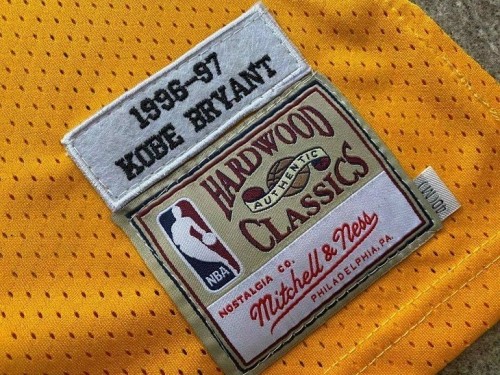 1996-97
KOBE BRYANT
HARDWOOD
AUTHENTIC
CLASSICS
NBA
NOSTALGIA CO.
Mitchell & Ness
PHILADELPHIA, PA.